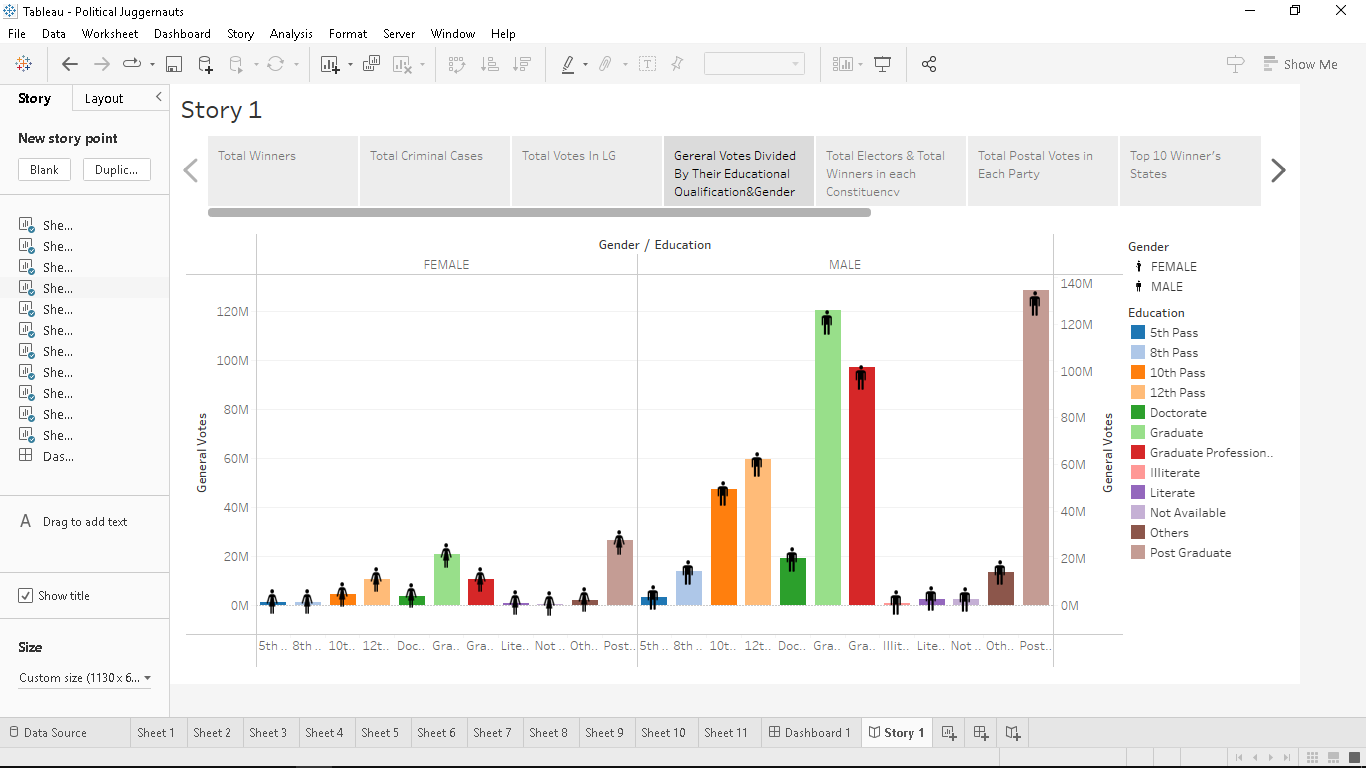 Tableau - Political Juggernauts
File Data Worksheet Dashboard Story Analysis Format Server Window Help
Show Me
Story Layout
New story point
Blank Duplic...
She...
She...
She...
She...
She...
She...
She...
She...
She...
She...
She...
Das...
A Drag to add text
Show title
Size
Custom size (1130 x 6...
Story 1
Total Winners
Total Criminal Cases
Total Votes In LG
Gereral Votes Divided
By Their Educational
Qualification&Gender
Total Electors & Total
Winners in each
Constituency
Total Postal Votes in
Each Party
Top 10 Winner's
States
Gender / Education
FEMALE MALE
General Votes
120M
100M
80M
60M
40M
20M
0M
140M
120M
100M
80M
60M
40M
20M
0M
General Votes
5th .. 8th .. 10t.. 12t.. Doc.. Gra.. Gra.. Lite.. Not .. Oth.. Post.. 5th .. 8th .. 10t.. 12t.. Doc.. Gra.. Gra.. Illit.. Lite.. Not .. Oth.. Post..
Gender
FEMALE
MALE
Education
5th Pass
8th Pass
10th Pass
12th Pass
Doctorate
Graduate
Graduate Profession..
Illiterate
Literate
Not Available
Others
Post Graduate
Data Source Sheet 1 Sheet 2 Sheet 3 Sheet 4 Sheet 5 Sheet 6 Sheet 7 Sheet 8 Sheet 9 Sheet 10 Sheet 11 Dashboard 1 Story 1